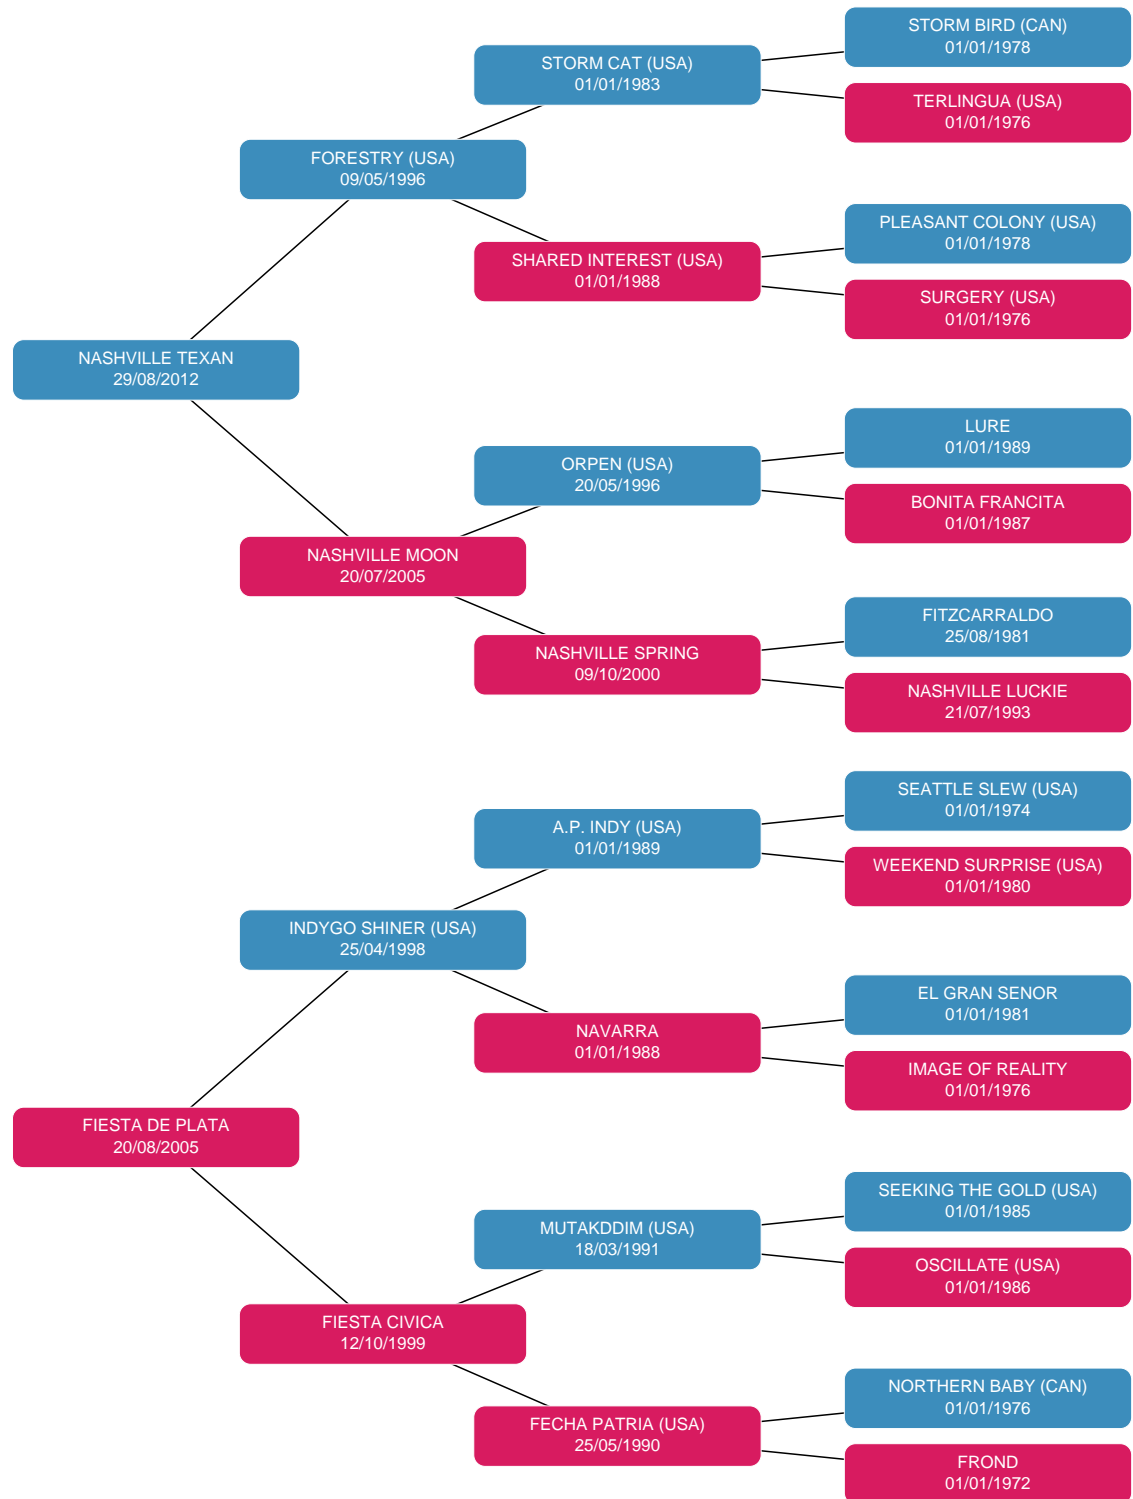 STORM BIRD (CAN)
01/01/1978
STORM CAT (USA)
01/01/1983
TERLINGUA (USA)
01/01/1976
FORESTRY (USA)
09/05/1996
PLEASANT COLONY (USA)
01/01/1978
SHARED INTEREST (USA)
01/01/1988
SURGERY (USA)
01/01/1976
NASHVILLE TEXAN
29/08/2012
LURE
01/01/1989
ORPEN (USA)
20/05/1996
BONITA FRANCITA
01/01/1987
NASHVILLE MOON
20/07/2005
FITZCARRALDO
25/08/1981
NASHVILLE SPRING
09/10/2000
NASHVILLE LUCKIE
21/07/1993
SEATTLE SLEW (USA)
01/01/1974
A.P. INDY (USA)
01/01/1989
WEEKEND SURPRISE (USA)
01/01/1980
INDYGO SHINER (USA)
25/04/1998
EL GRAN SENOR
01/01/1981
NAVARRA
01/01/1988
IMAGE OF REALITY
01/01/1976
FIESTA DE PLATA
20/08/2005
SEEKING THE GOLD (USA)
01/01/1985
MUTAKDDIM (USA)
18/03/1991
OSCILLATE (USA)
01/01/1986
FIESTA CIVICA
12/10/1999
NORTHERN BABY (CAN)
01/01/1976
FECHA PATRIA (USA)
25/05/1990
FROND
01/01/1972